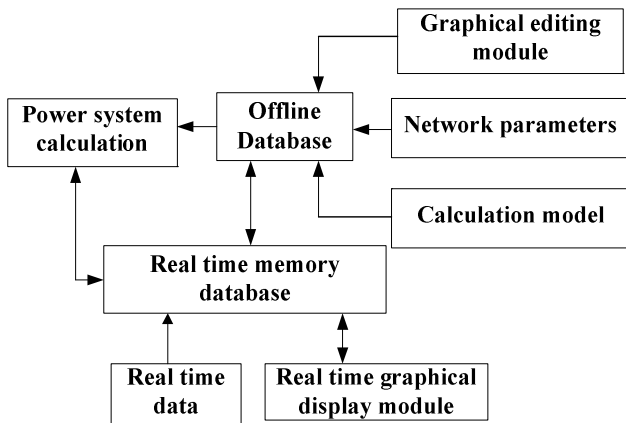 Graphical editing
module
Power system
calculation
Offline
Database
Network parameters
Calculation model
Real time memory
database
Real time
data
Real time graphical
display module